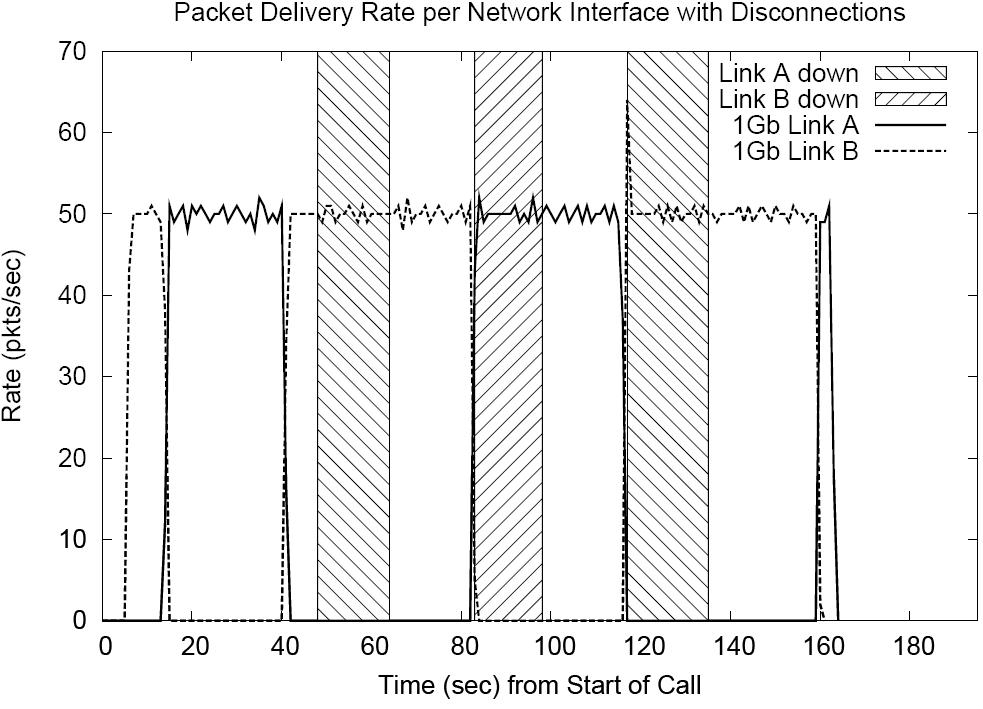 Packet Delivery Rate per Network Interface with Disconnections
70
60
50
40
30
20
10
0
Rate (pkts/sec)
Link A down
Link B down
1Gb Link A
1Gb Link B
0 20 40 60 80 100 120 140 160 180
Time (sec) from Start of Call